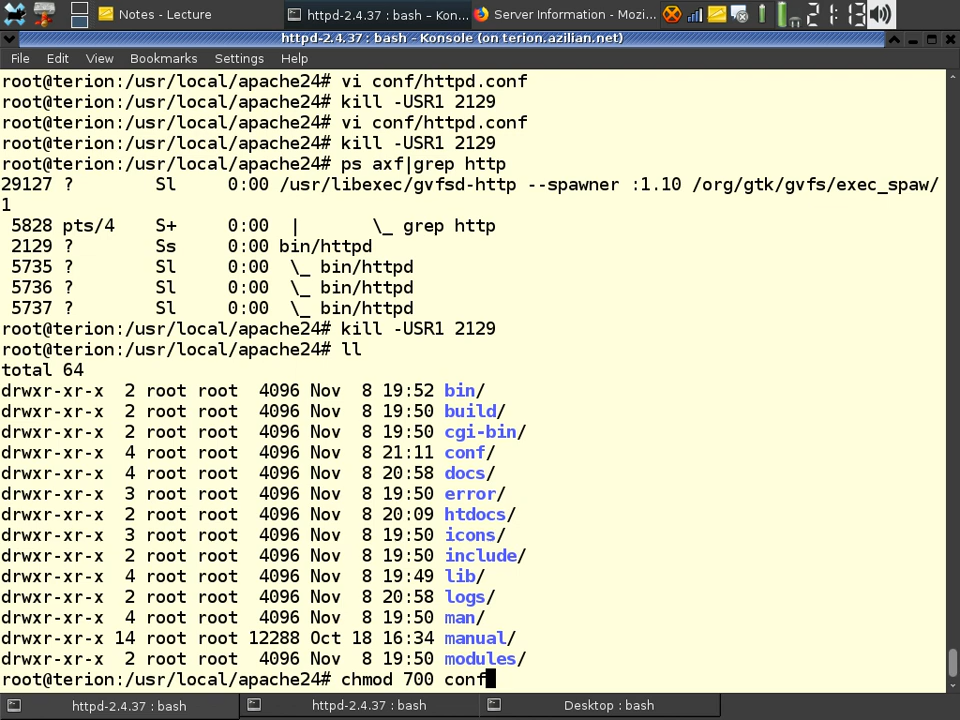 Notes - Lecture
httpd-2.4.37 : bash – Kon...
Server Information - Mozi...
21:13
httpd-2.4.37 : bash - Konsole (on terion.azilian.net)
File Edit View Bookmarks Settings Help
root@terion:/usr/local/apache24# vi conf/httpd.conf
root@terion:/usr/local/apache24# kill -USR1 2129
root@terion:/usr/local/apache24# vi conf/httpd.conf
root@terion:/usr/local/apache24# kill -USR1 2129
root@terion:/usr/local/apache24# ps axf|grep http
29127 ?        Sl     0:00 /usr/libexec/gvfsd-http --spawner :1.10 /org/gtk/gvfs/exec_spaw/
1
 5828 pts/4    S+     0:00  |       \_ grep http
 2129 ?        Ss     0:00 bin/httpd
 5735 ?        Sl     0:00  \_ bin/httpd
 5736 ?        Sl     0:00  \_ bin/httpd
 5737 ?        Sl     0:00  \_ bin/httpd
root@terion:/usr/local/apache24# kill -USR1 2129
root@terion:/usr/local/apache24# ll
total 64
drwxr-xr-x  2 root root  4096 Nov  8 19:52 bin/
drwxr-xr-x  2 root root  4096 Nov  8 19:50 build/
drwxr-xr-x  2 root root  4096 Nov  8 19:50 cgi-bin/
drwxr-xr-x  4 root root  4096 Nov  8 21:11 conf/
drwxr-xr-x  4 root root  4096 Nov  8 20:58 docs/
drwxr-xr-x  3 root root  4096 Nov  8 19:50 error/
drwxr-xr-x  2 root root  4096 Nov  8 20:09 htdocs/
drwxr-xr-x  3 root root  4096 Nov  8 19:50 icons/
drwxr-xr-x  2 root root  4096 Nov  8 19:50 include/
drwxr-xr-x  4 root root  4096 Nov  8 19:49 lib/
drwxr-xr-x  2 root root  4096 Nov  8 20:58 logs/
drwxr-xr-x  4 root root  4096 Nov  8 19:50 man/
drwxr-xr-x 14 root root 12288 Oct 18 16:34 manual/
drwxr-xr-x  2 root root  4096 Nov  8 19:50 modules/
root@terion:/usr/local/apache24# chmod 700 conf
httpd-2.4.37 : bash
httpd-2.4.37 : bash
Desktop : bash